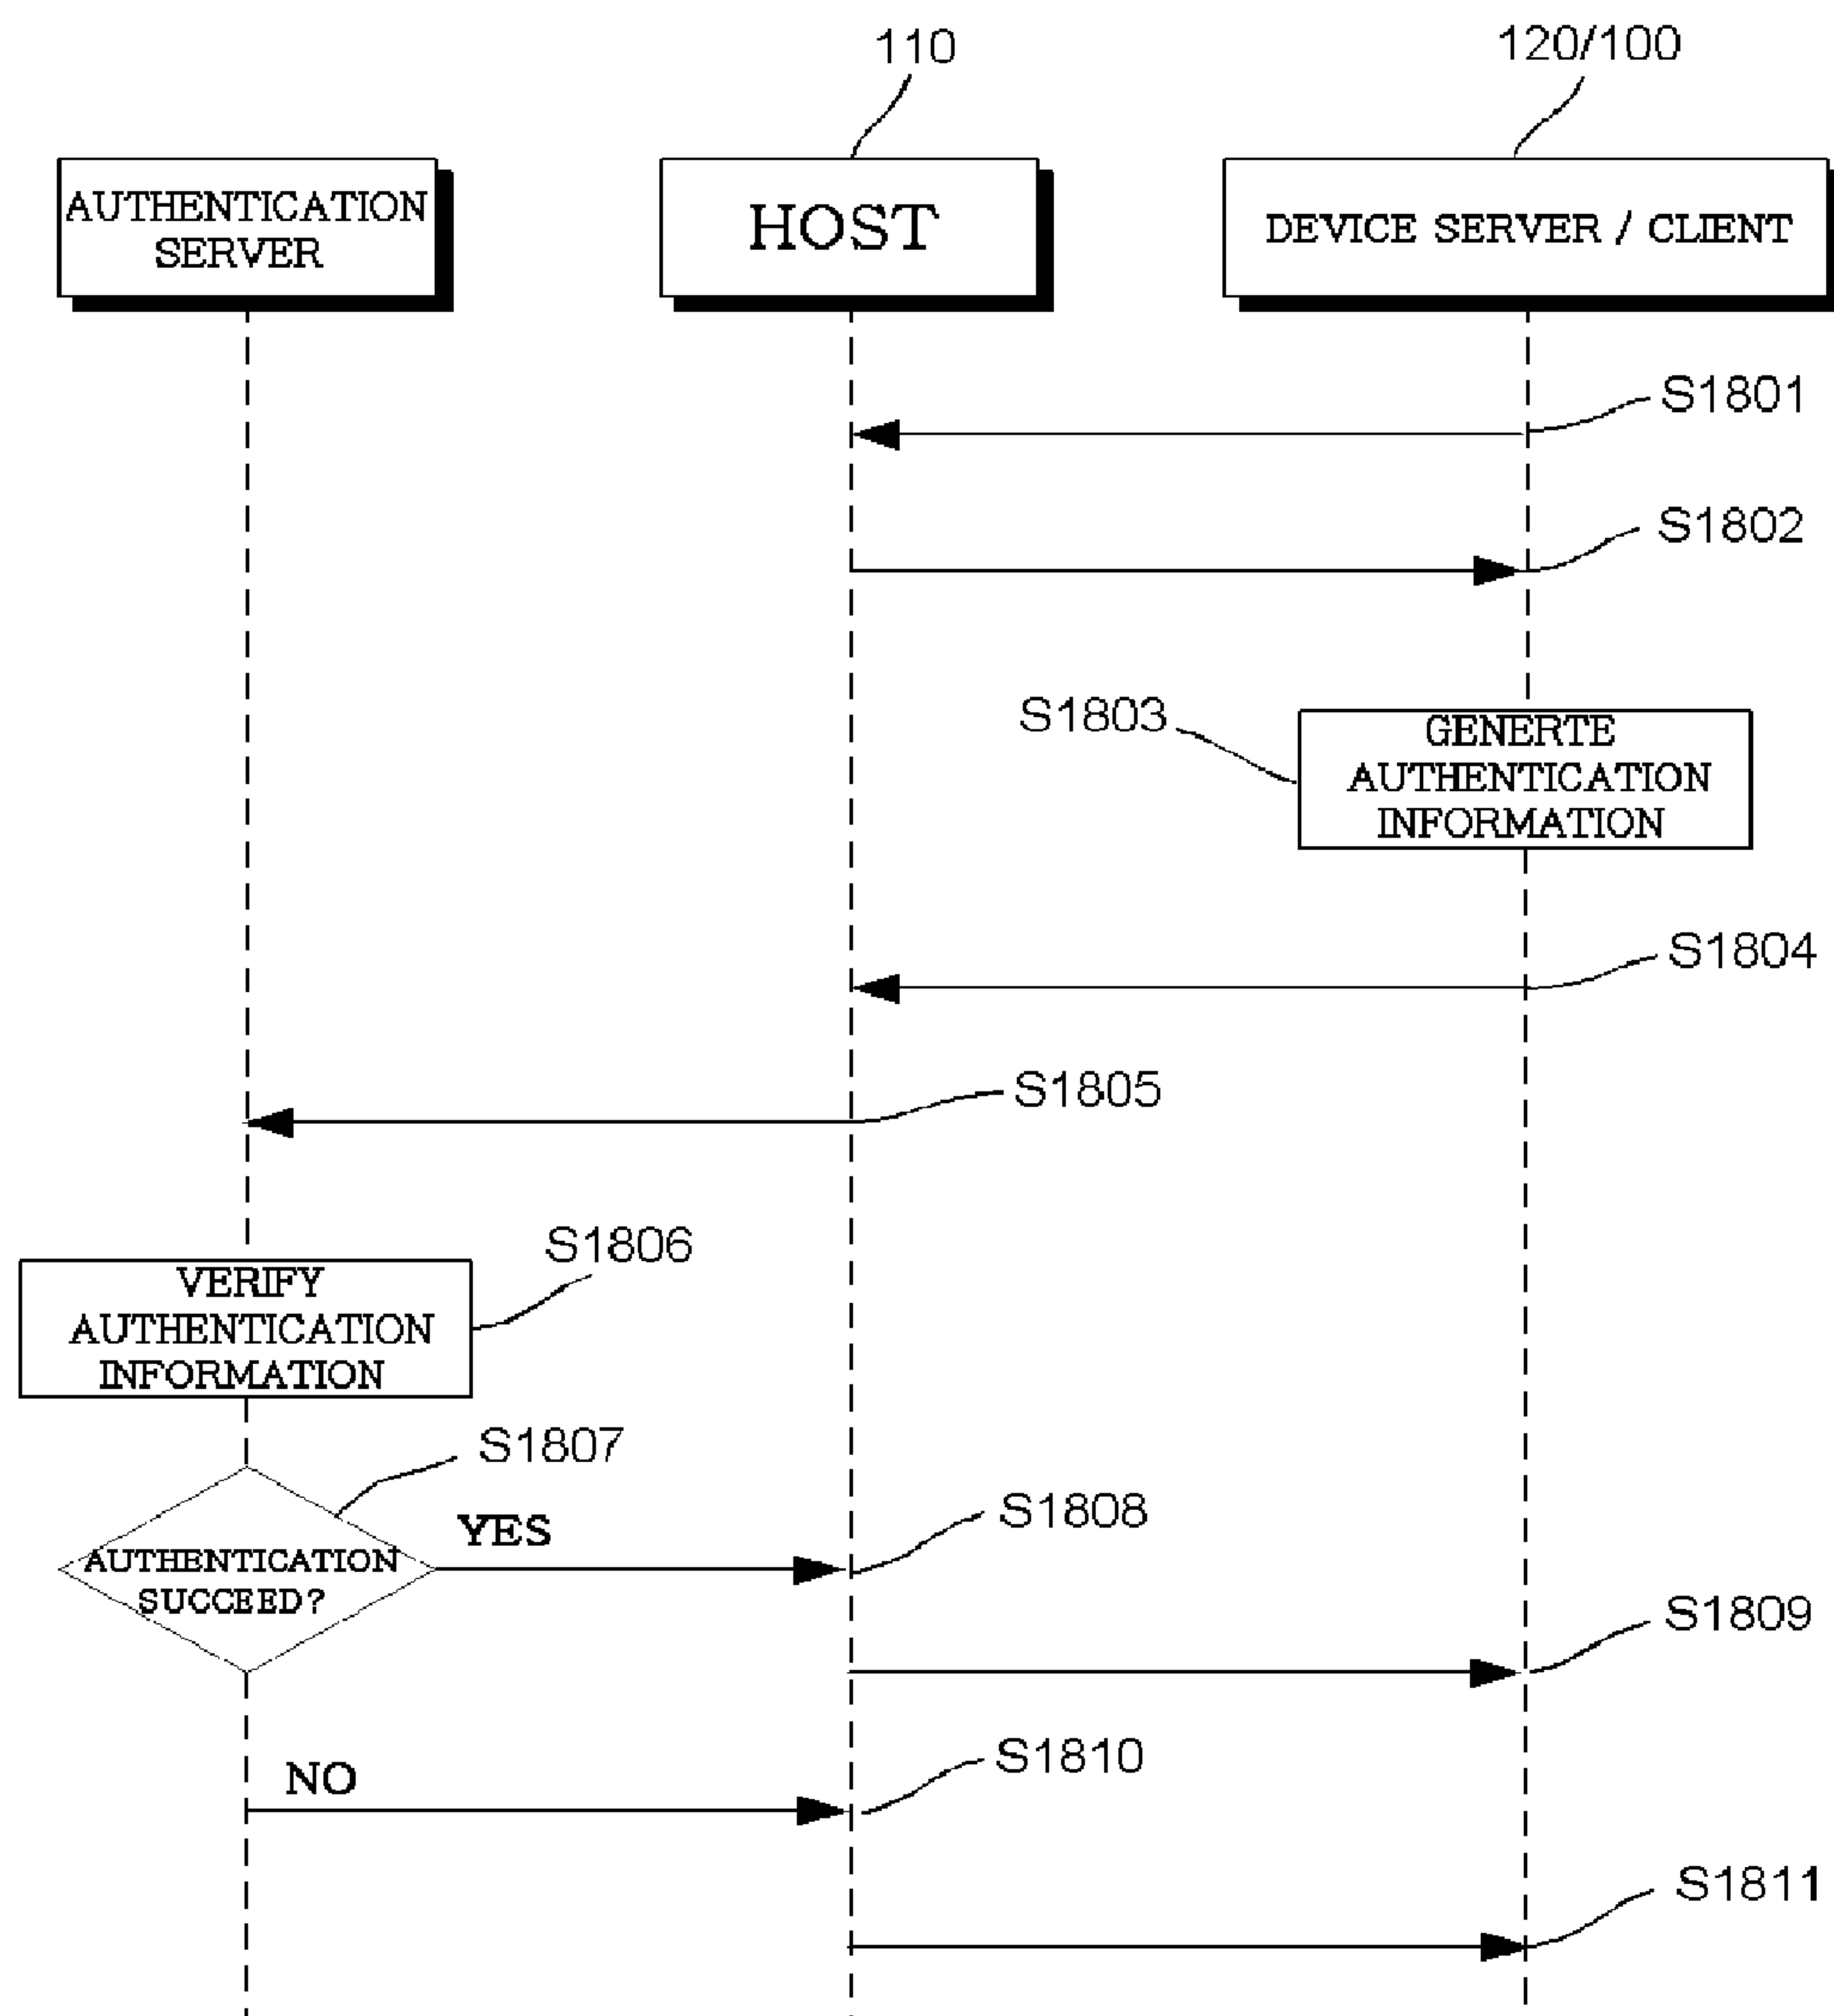 110
120/100
AUTHENTICATION
SERVER
HOST
DEVICE SERVER / CLIENT
S1801
S1802
S1803
GENERTE
AUTHENTICATION
INFORMATION
S1804
S1805
S1806
VERIFY
AUTHENTICATION
INFORMATION
S1807
YES
S1808
AUTHENTICATION
SUCCEED?
S1809
NO
S1810
S1811